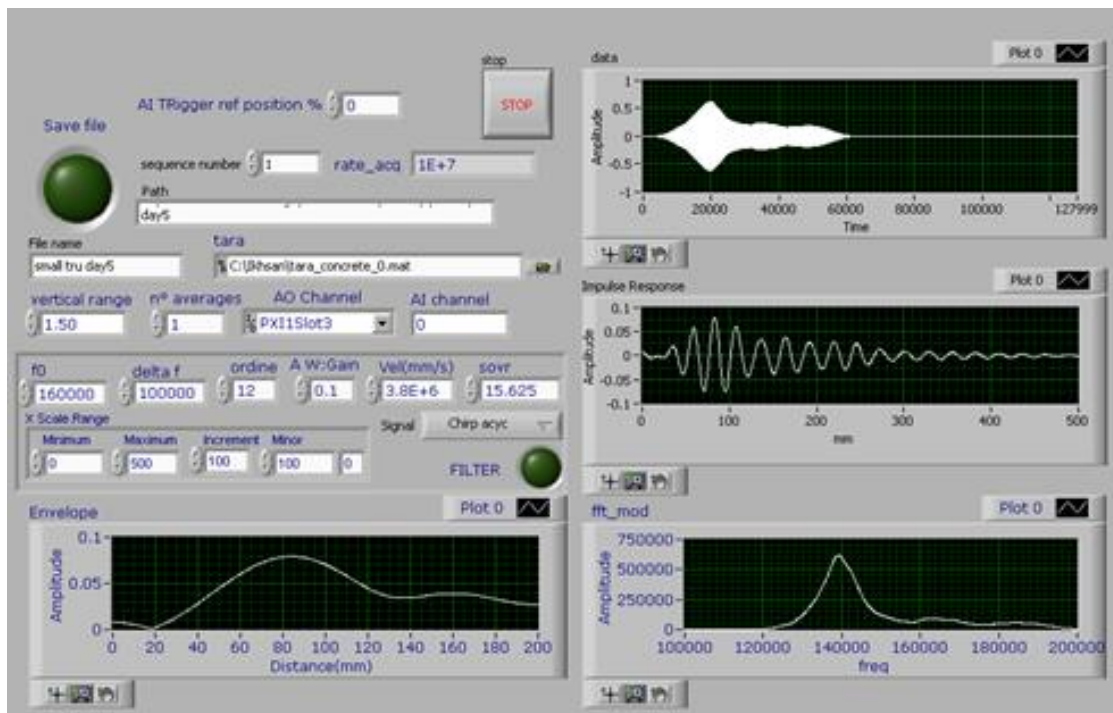 stop
STOP
AI TRigger ref position % 0
Save file
sequence number 1 rate_acq 1E+7
Path
day5
File name tara
small tru day5
vertical range n° averages AO Channel AI channel
1.50 1 PXI1Slot3 0
f0 delta f ordine A W:Gain Vel(mm/s) sovr
160000 100000 12 0.1 3.8E+6 15.625
X Scale Range
Signal Chirp acyc
Minimum Maximum Increment Minor
0 500 100 100 0
FILTER
Envelope Plot 0
Amplitude
0.1
0.05
0
0 20 40 60 80 100 120 140 160 180 200
Distance(mm)
data Plot 0
Amplitude
1
0.5
0
-0.5
-1
0 20000 40000 60000 80000 100000 127999
Time
Impulse Response Plot 0
Amplitude
0.1
0.05
0
-0.05
-0.1
0 100 200 300 400 500
mm
fft_mod Plot 0
Amplitude
750000
500000
250000
0
100000 120000 140000 160000 180000 200000
freq